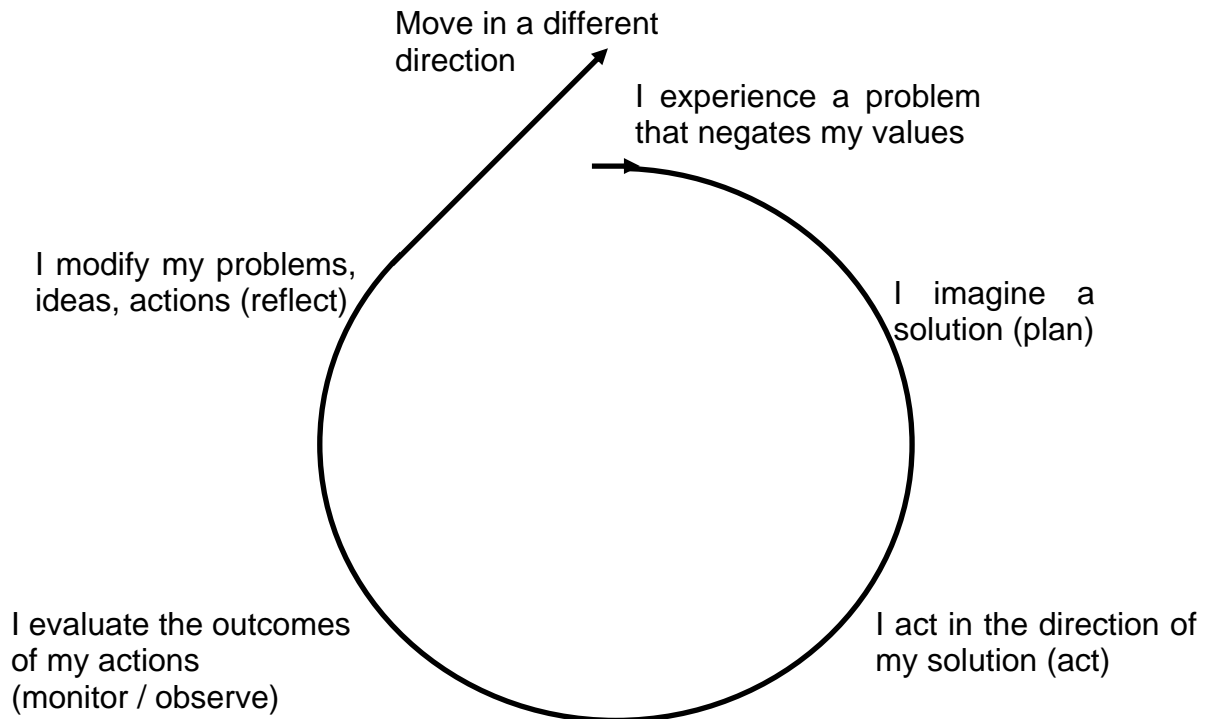 Move in a different
direction
I experience a problem
that negates my values
I imagine a
solution (plan)
I act in the direction of
my solution (act)
I evaluate the outcomes
of my actions
(monitor / observe)
I modify my problems,
ideas, actions (reflect)